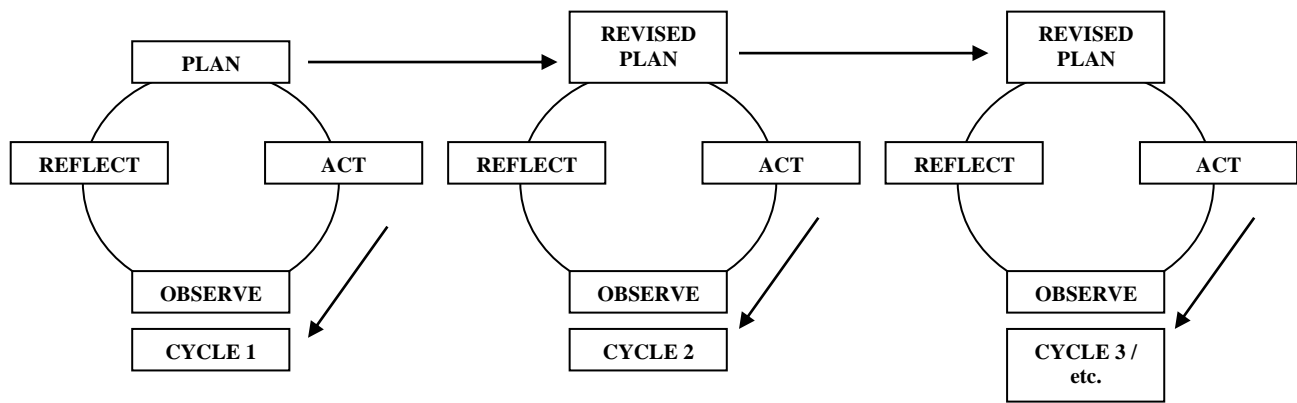 PLAN
REFLECT
ACT
OBSERVE
CYCLE 1
REVISED
PLAN
REFLECT
ACT
OBSERVE
CYCLE 2
REVISED
PLAN
REFLECT
ACT
OBSERVE
CYCLE 3 /
etc.